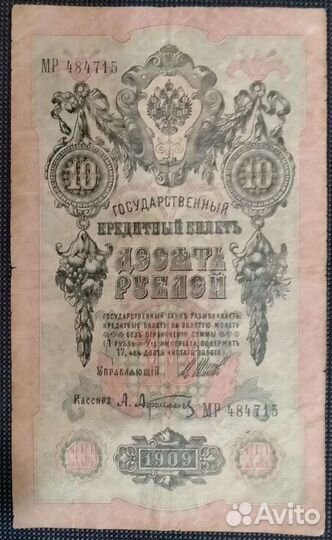 МР 484715
10 10
ГОСУДАРСТВЕННЫЙ
КРЕДИТНЫЙ БИЛЕТЪ
ДЕСЯТЬ
РУБЛЕЙ
ГОСУДАРСТВЕННЫЙ БАНКЪ РАЗМѢНИВАЕТЪ
КРЕДИТНЫЕ БИЛЕТЫ НА ЗОЛОТУЮ МОНЕТУ
БЕЗЪ ОГРАНИЧЕНІЯ СУММЫ
(1 РУБЛЬ = 1/15 ИМПЕРІАЛА, СОДЕРЖИТЪ
17,424 ДОЛЕЙ ЧИСТАГО ЗОЛОТА)
УПРАВЛЯЮЩІЙ
КАССИРЪ А.
МР 484715
10 1909 10
Avito